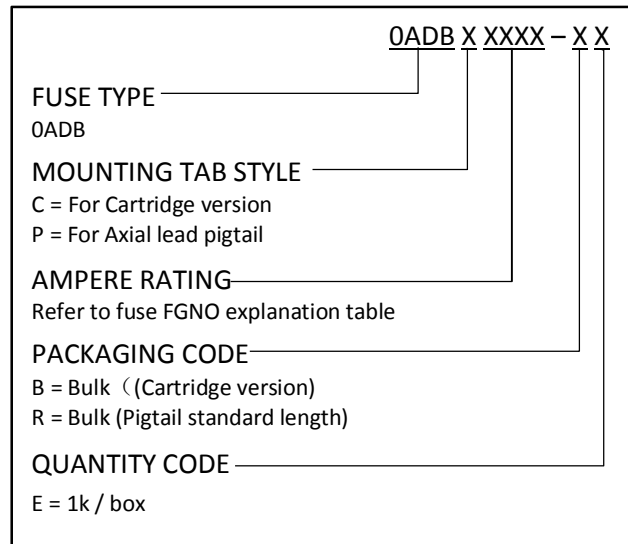 0ADB X XXXX – X X
FUSE TYPE
0ADB
MOUNTING TAB STYLE
C = For Cartridge version
P = For Axial lead pigtail
AMPERE RATING
Refer to fuse FGNO explanation table
PACKAGING CODE
B = Bulk（(Cartridge version)
R = Bulk (Pigtail standard length)
QUANTITY CODE
E = 1k / box